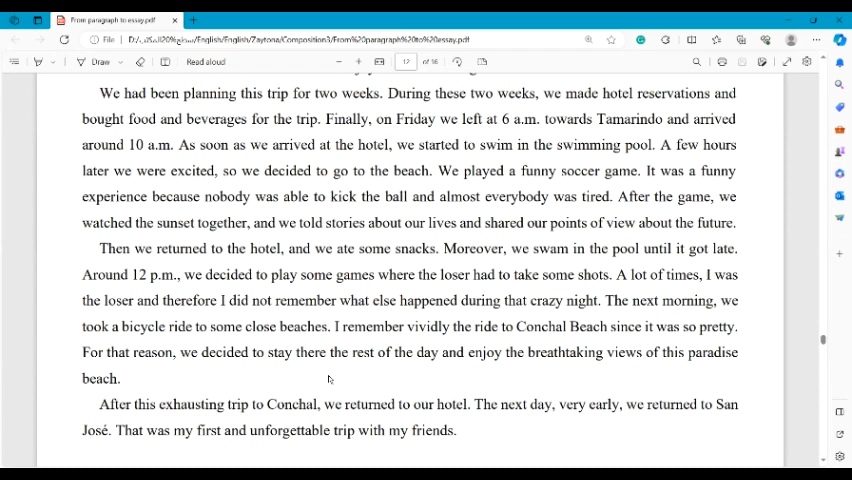 From paragraph to essay.pdf
File
English/English/Zaytona/Composition3/From%20paragraph%20to%20essay.pdf
Draw
Read aloud
12 of 16
We had been planning this trip for two weeks. During these two weeks, we made hotel reservations and
bought food and beverages for the trip. Finally, on Friday we left at 6 a.m. towards Tamarindo and arrived
around 10 a.m. As soon as we arrived at the hotel, we started to swim in the swimming pool. A few hours
later we were excited, so we decided to go to the beach. We played a funny soccer game. It was a funny
experience because nobody was able to kick the ball and almost everybody was tired. After the game, we
watched the sunset together, and we told stories about our lives and shared our points of view about the future.
Then we returned to the hotel, and we ate some snacks. Moreover, we swam in the pool until it got late.
Around 12 p.m., we decided to play some games where the loser had to take some shots. A lot of times, I was
the loser and therefore I did not remember what else happened during that crazy night. The next morning, we
took a bicycle ride to some close beaches. I remember vividly the ride to Conchal Beach since it was so pretty.
For that reason, we decided to stay there the rest of the day and enjoy the breathtaking views of this paradise
beach.
After this exhausting trip to Conchal, we returned to our hotel. The next day, very early, we returned to San
José. That was my first and unforgettable trip with my friends.